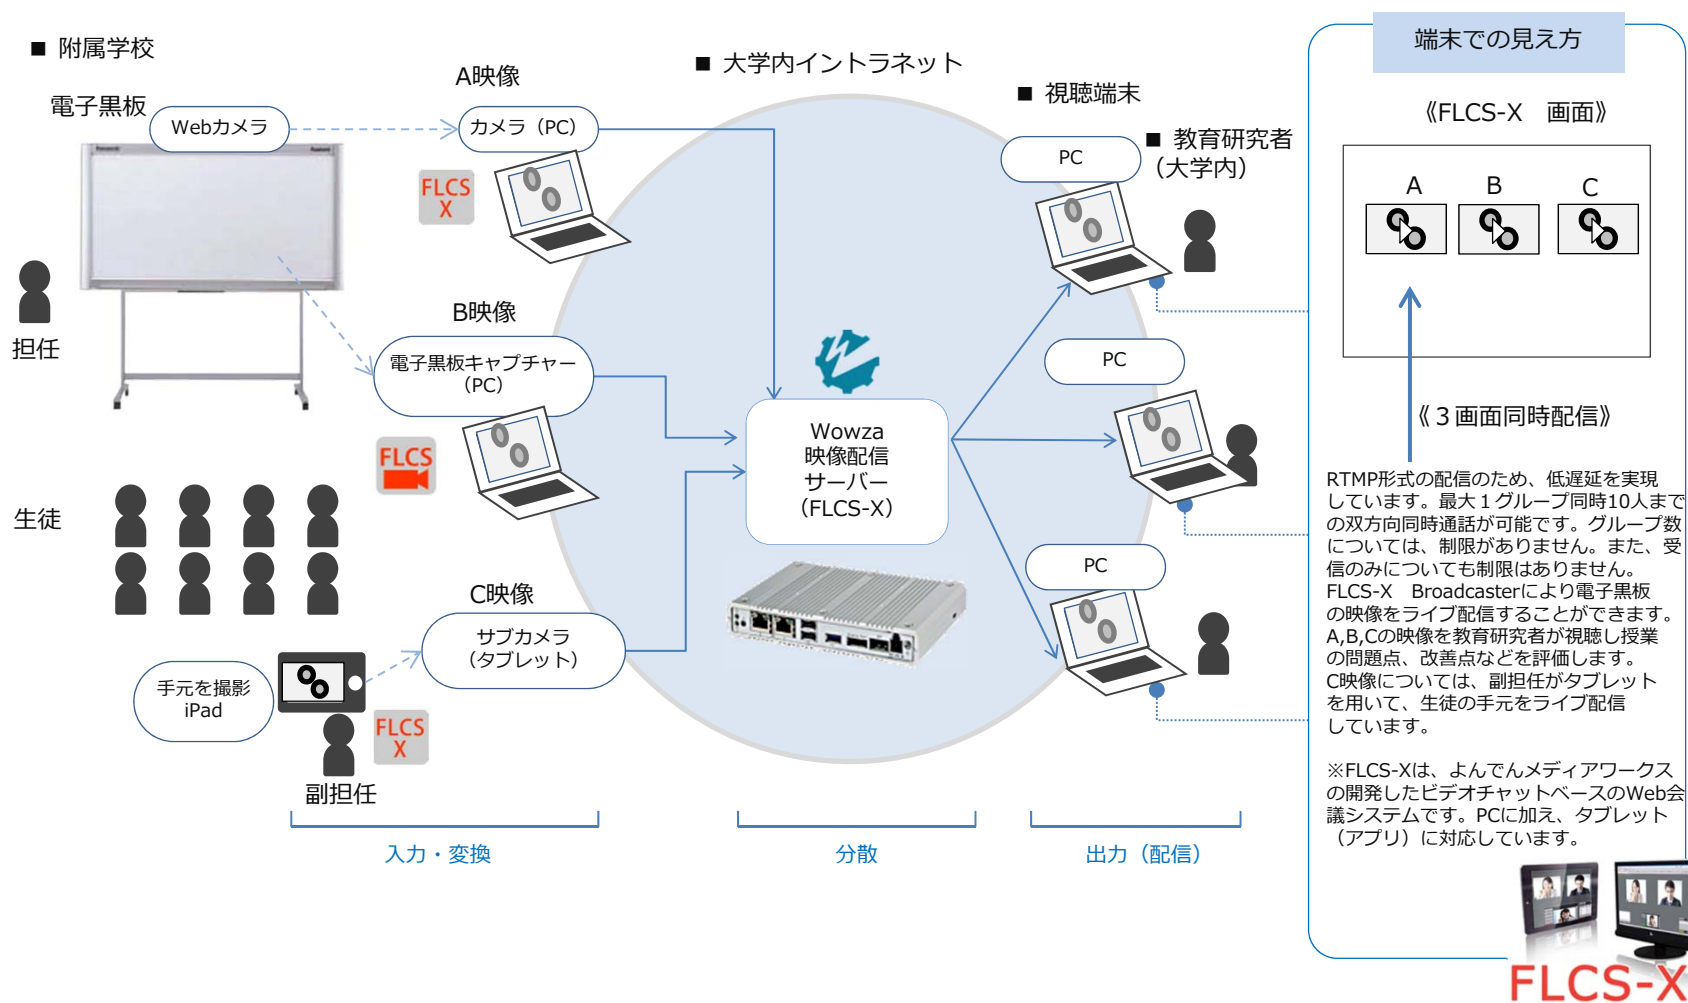 ■ 附属学校
電子黒板
Webカメラ
A映像
カメラ（PC）
FLCS
X
担任
B映像
電子黒板キャプチャー
（PC）
FLCS
生徒
C映像
サブカメラ
（タブレット）
手元を撮影
iPad
FLCS
X
副担任
入力・変換
■ 大学内イントラネット
Wowza
映像配信
サーバー
（FLCS-X）
分散
■ 視聴端末
■ 教育研究者
（大学内）
PC
PC
PC
出力（配信）
端末での見え方
《FLCS-X　画面》
A B C
《３画面同時配信》
RTMP形式の配信のため、低遅延を実現
しています。最大１グループ同時10人まで
の双方向同時通話が可能です。グループ数
については、制限がありません。また、受
信のみについても制限はありません。
FLCS-X　Broadcasterにより電子黒板
の映像をライブ配信することができます。
A,B,Cの映像を教育研究者が視聴し授業
の問題点、改善点などを評価します。
C映像については、副担任がタブレット
を用いて、生徒の手元をライブ配信
しています。
※FLCS-Xは、よんでんメディアワークス
の開発したビデオチャットベースのWeb会
議システムです。PCに加え、タブレット
（アプリ）に対応しています。
FLCS-X